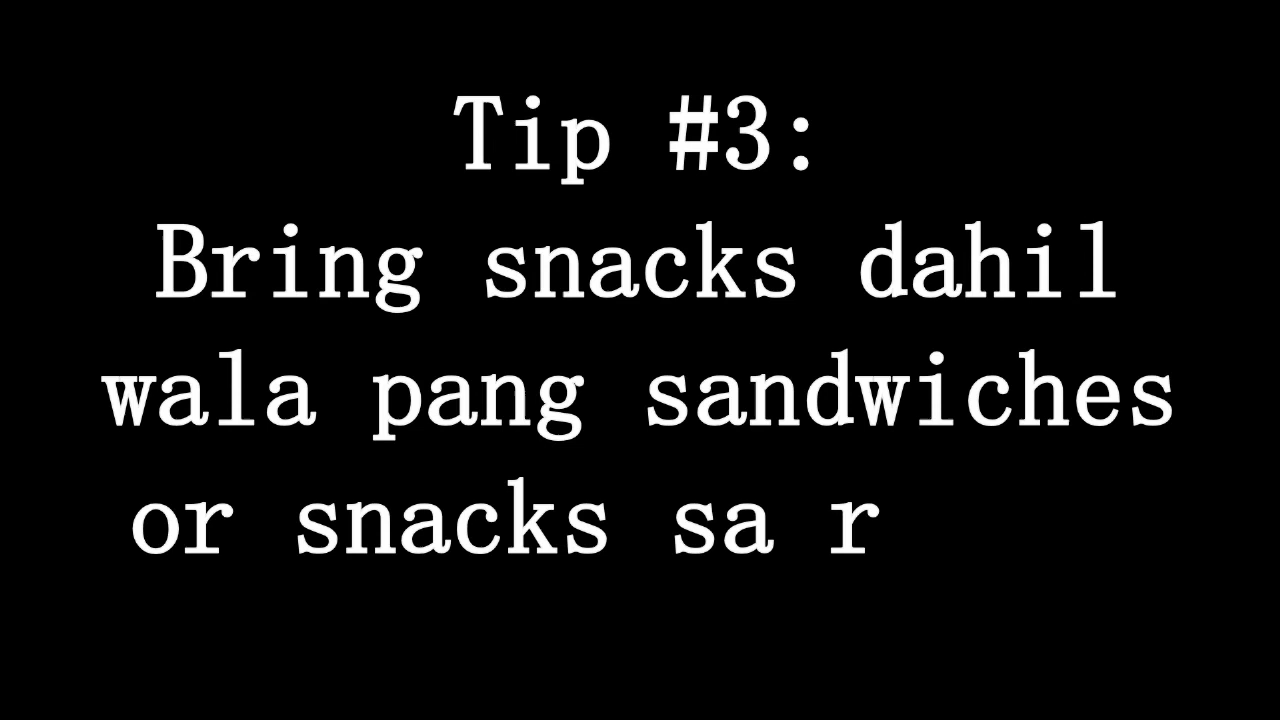 Tip #3:
Bring snacks dahil
wala pang sandwiches
or snacks sa r